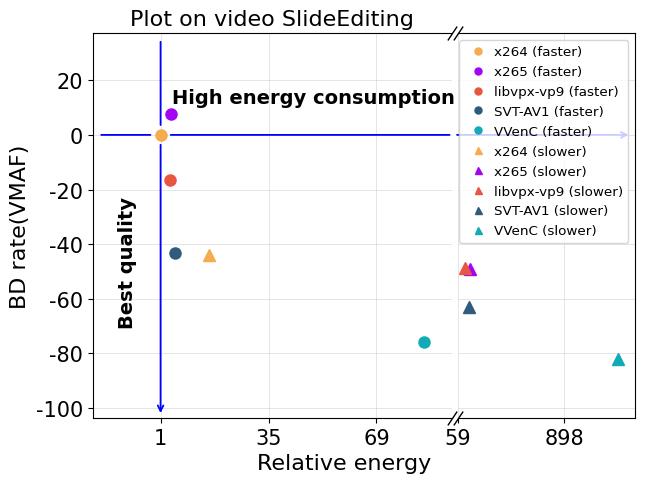 Plot on video SlideEditing
BD rate(VMAF)
20
0
-20
-40
-60
-80
-100
High energy consumption
Best quality
x264 (faster)
x265 (faster)
libvpx-vp9 (faster)
SVT-AV1 (faster)
VVenC (faster)
x264 (slower)
x265 (slower)
libvpx-vp9 (slower)
SVT-AV1 (slower)
VVenC (slower)
1 35 69 59 898
Relative energy